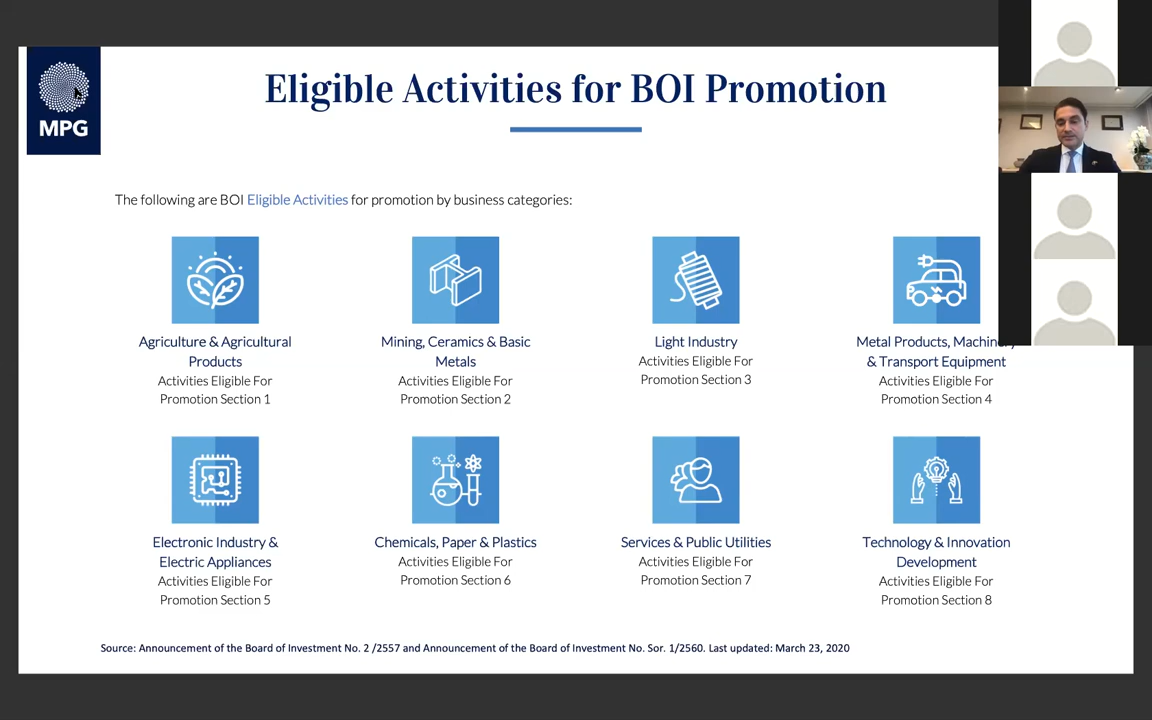 MPG
Eligible Activities for BOI Promotion
The following are BOI Eligible Activities for promotion by business categories:
Agriculture & Agricultural
Products
Activities Eligible For
Promotion Section 1
Mining, Ceramics & Basic
Metals
Activities Eligible For
Promotion Section 2
Light Industry
Activities Eligible For
Promotion Section 3
Metal Products, Machinery
& Transport Equipment
Activities Eligible For
Promotion Section 4
Electronic Industry &
Electric Appliances
Activities Eligible For
Promotion Section 5
Chemicals, Paper & Plastics
Activities Eligible For
Promotion Section 6
Services & Public Utilities
Activities Eligible For
Promotion Section 7
Technology & Innovation
Development
Activities Eligible For
Promotion Section 8
Source: Announcement of the Board of Investment No. 2 /2557 and Announcement of the Board of Investment No. Sor. 1/2560. Last updated: March 23, 2020